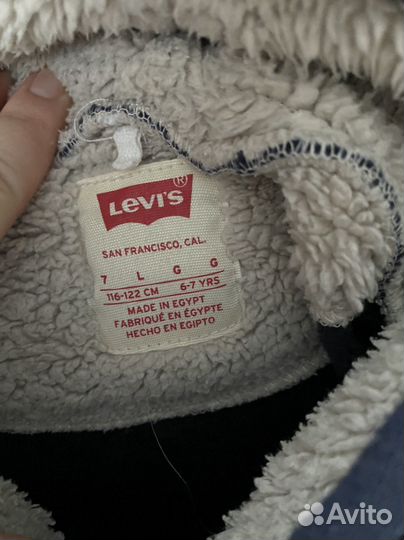 Levi's ®
SAN FRANCISCO, CAL.
7 L G G
116-122 CM 6-7 YRS
MADE IN EGYPT
FABRIQUÉ EN ÉGYPTE
HECHO EN EGIPTO
Avito